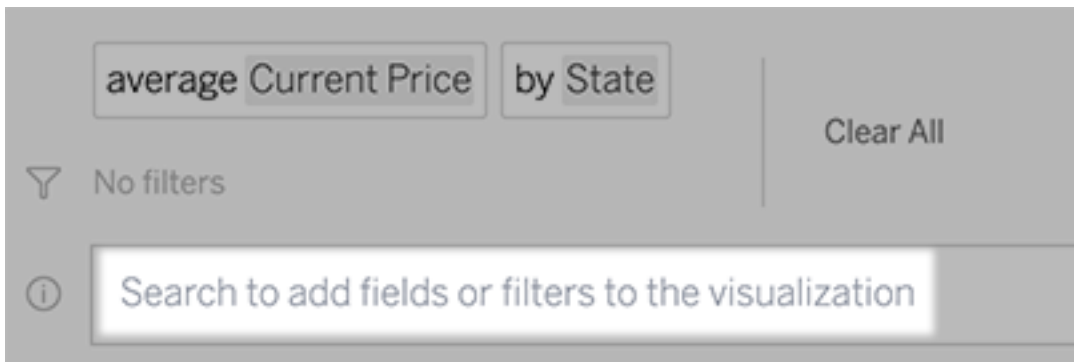 average Current Price by State
Clear All
No filters
Search to add fields or filters to the visualization